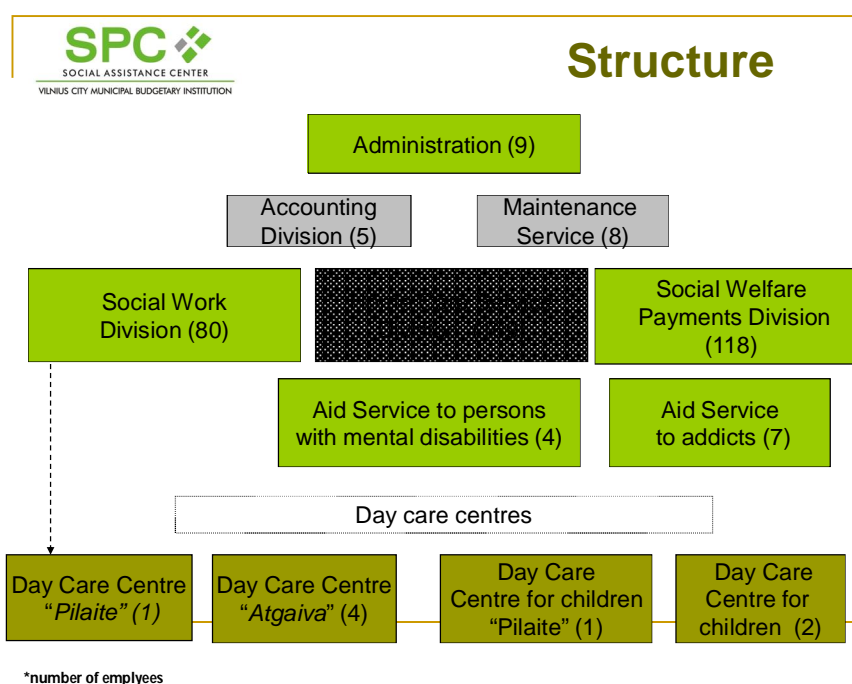 SPC
SOCIAL ASSISTANCE CENTER
VILNIUS CITY MUNICIPAL BUDGETARY INSTITUTION
Structure
Administration (9)
Accounting
Division (5)
Maintenance
Service (8)
Social Work
Division (80)
Social Welfare
Payments Division
(118)
Aid Service to persons
with mental disabilities (4)
Aid Service
to addicts (7)
Day care centres
Day Care Centre
“Pilaite” (1)
Day Care Centre
“Atgaiva” (4)
Day Care
Centre for children
“Pilaite” (1)
Day Care
Centre for
children (2)
*number of emplyees